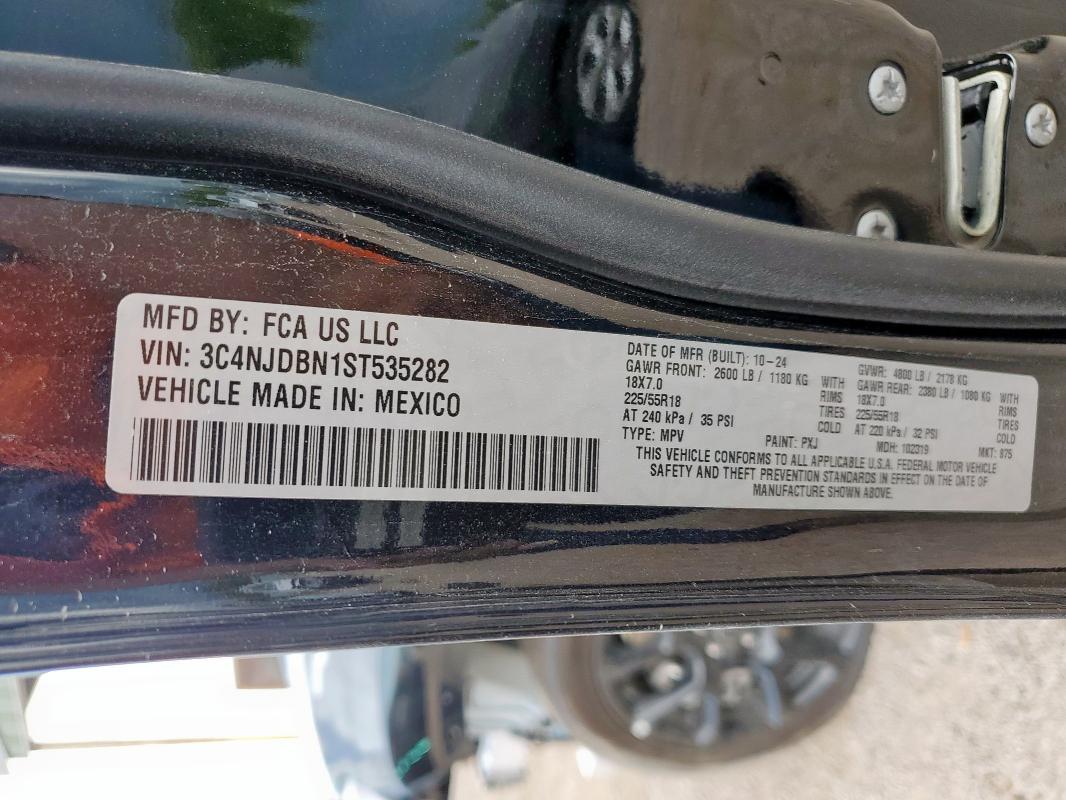 MFD BY: FCA US LLC
VIN: 3C4NJDBN1ST535282
VEHICLE MADE IN: MEXICO
DATE OF MFR (BUILT): 10-24
GVWR: 4800 LB / 2178 KG
GAWR FRONT: 2600 LB / 1180 KG WITH
18X7.0 RIMS
225/55R18 TIRES
AT 240 kPa / 35 PSI COLD
GAWR REAR: 2380 LB / 1080 KG WITH
18X7.0 RIMS
225/55R18 TIRES
AT 220 kPa / 32 PSI COLD
TYPE: MPV PAINT: PXJ MDH: 102319 MKT: 875
THIS VEHICLE CONFORMS TO ALL APPLICABLE U.S.A. FEDERAL MOTOR VEHICLE
SAFETY AND THEFT PREVENTION STANDARDS IN EFFECT ON THE DATE OF
MANUFACTURE SHOWN ABOVE.